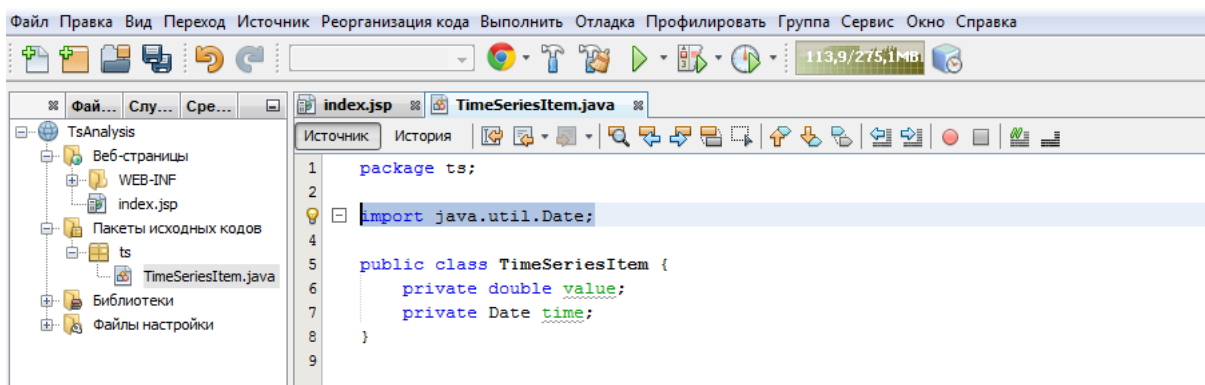 Файл Правка Вид Переход Источник Реорганизация кода Выполнить Отладка Профилировать Группа Сервис Окно Справка
113,9/275,1MB
Фай... Слу... Сре...
index.jsp TimeSeriesItem.java
TsAnalysis
Веб-страницы
WEB-INF
index.jsp
Пакеты исходных кодов
ts
TimeSeriesItem.java
Библиотеки
Файлы настройки
Источник История
1 package ts;
2
import java.util.Date;
4
5 public class TimeSeriesItem {
6 private double value;
7 private Date time;
8 }
9